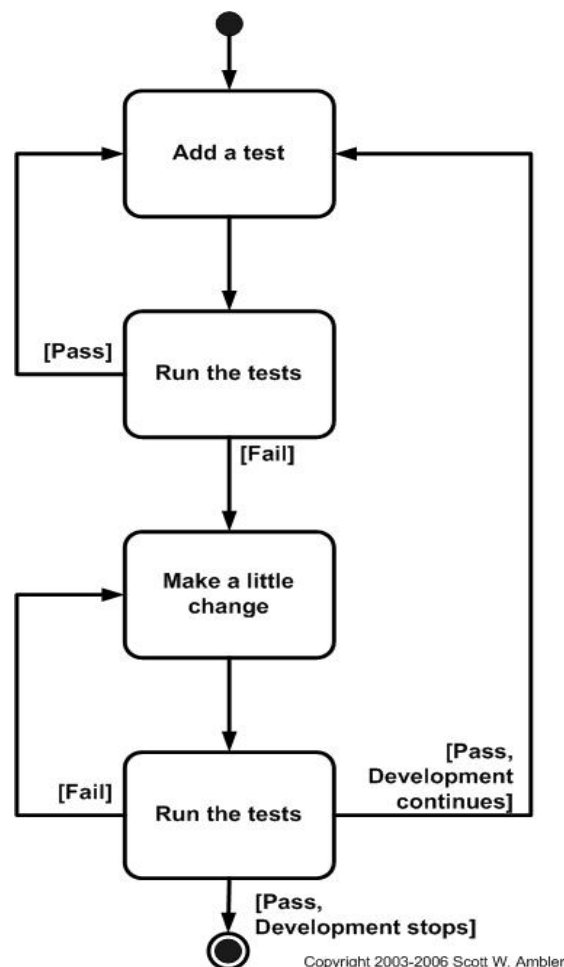 Add a test
[Pass]
Run the tests
[Fail]
Make a little
change
[Fail]
Run the tests
[Pass,
Development
continues]
[Pass,
Development stops]
Copyright 2003-2006 Scott W. Ambler